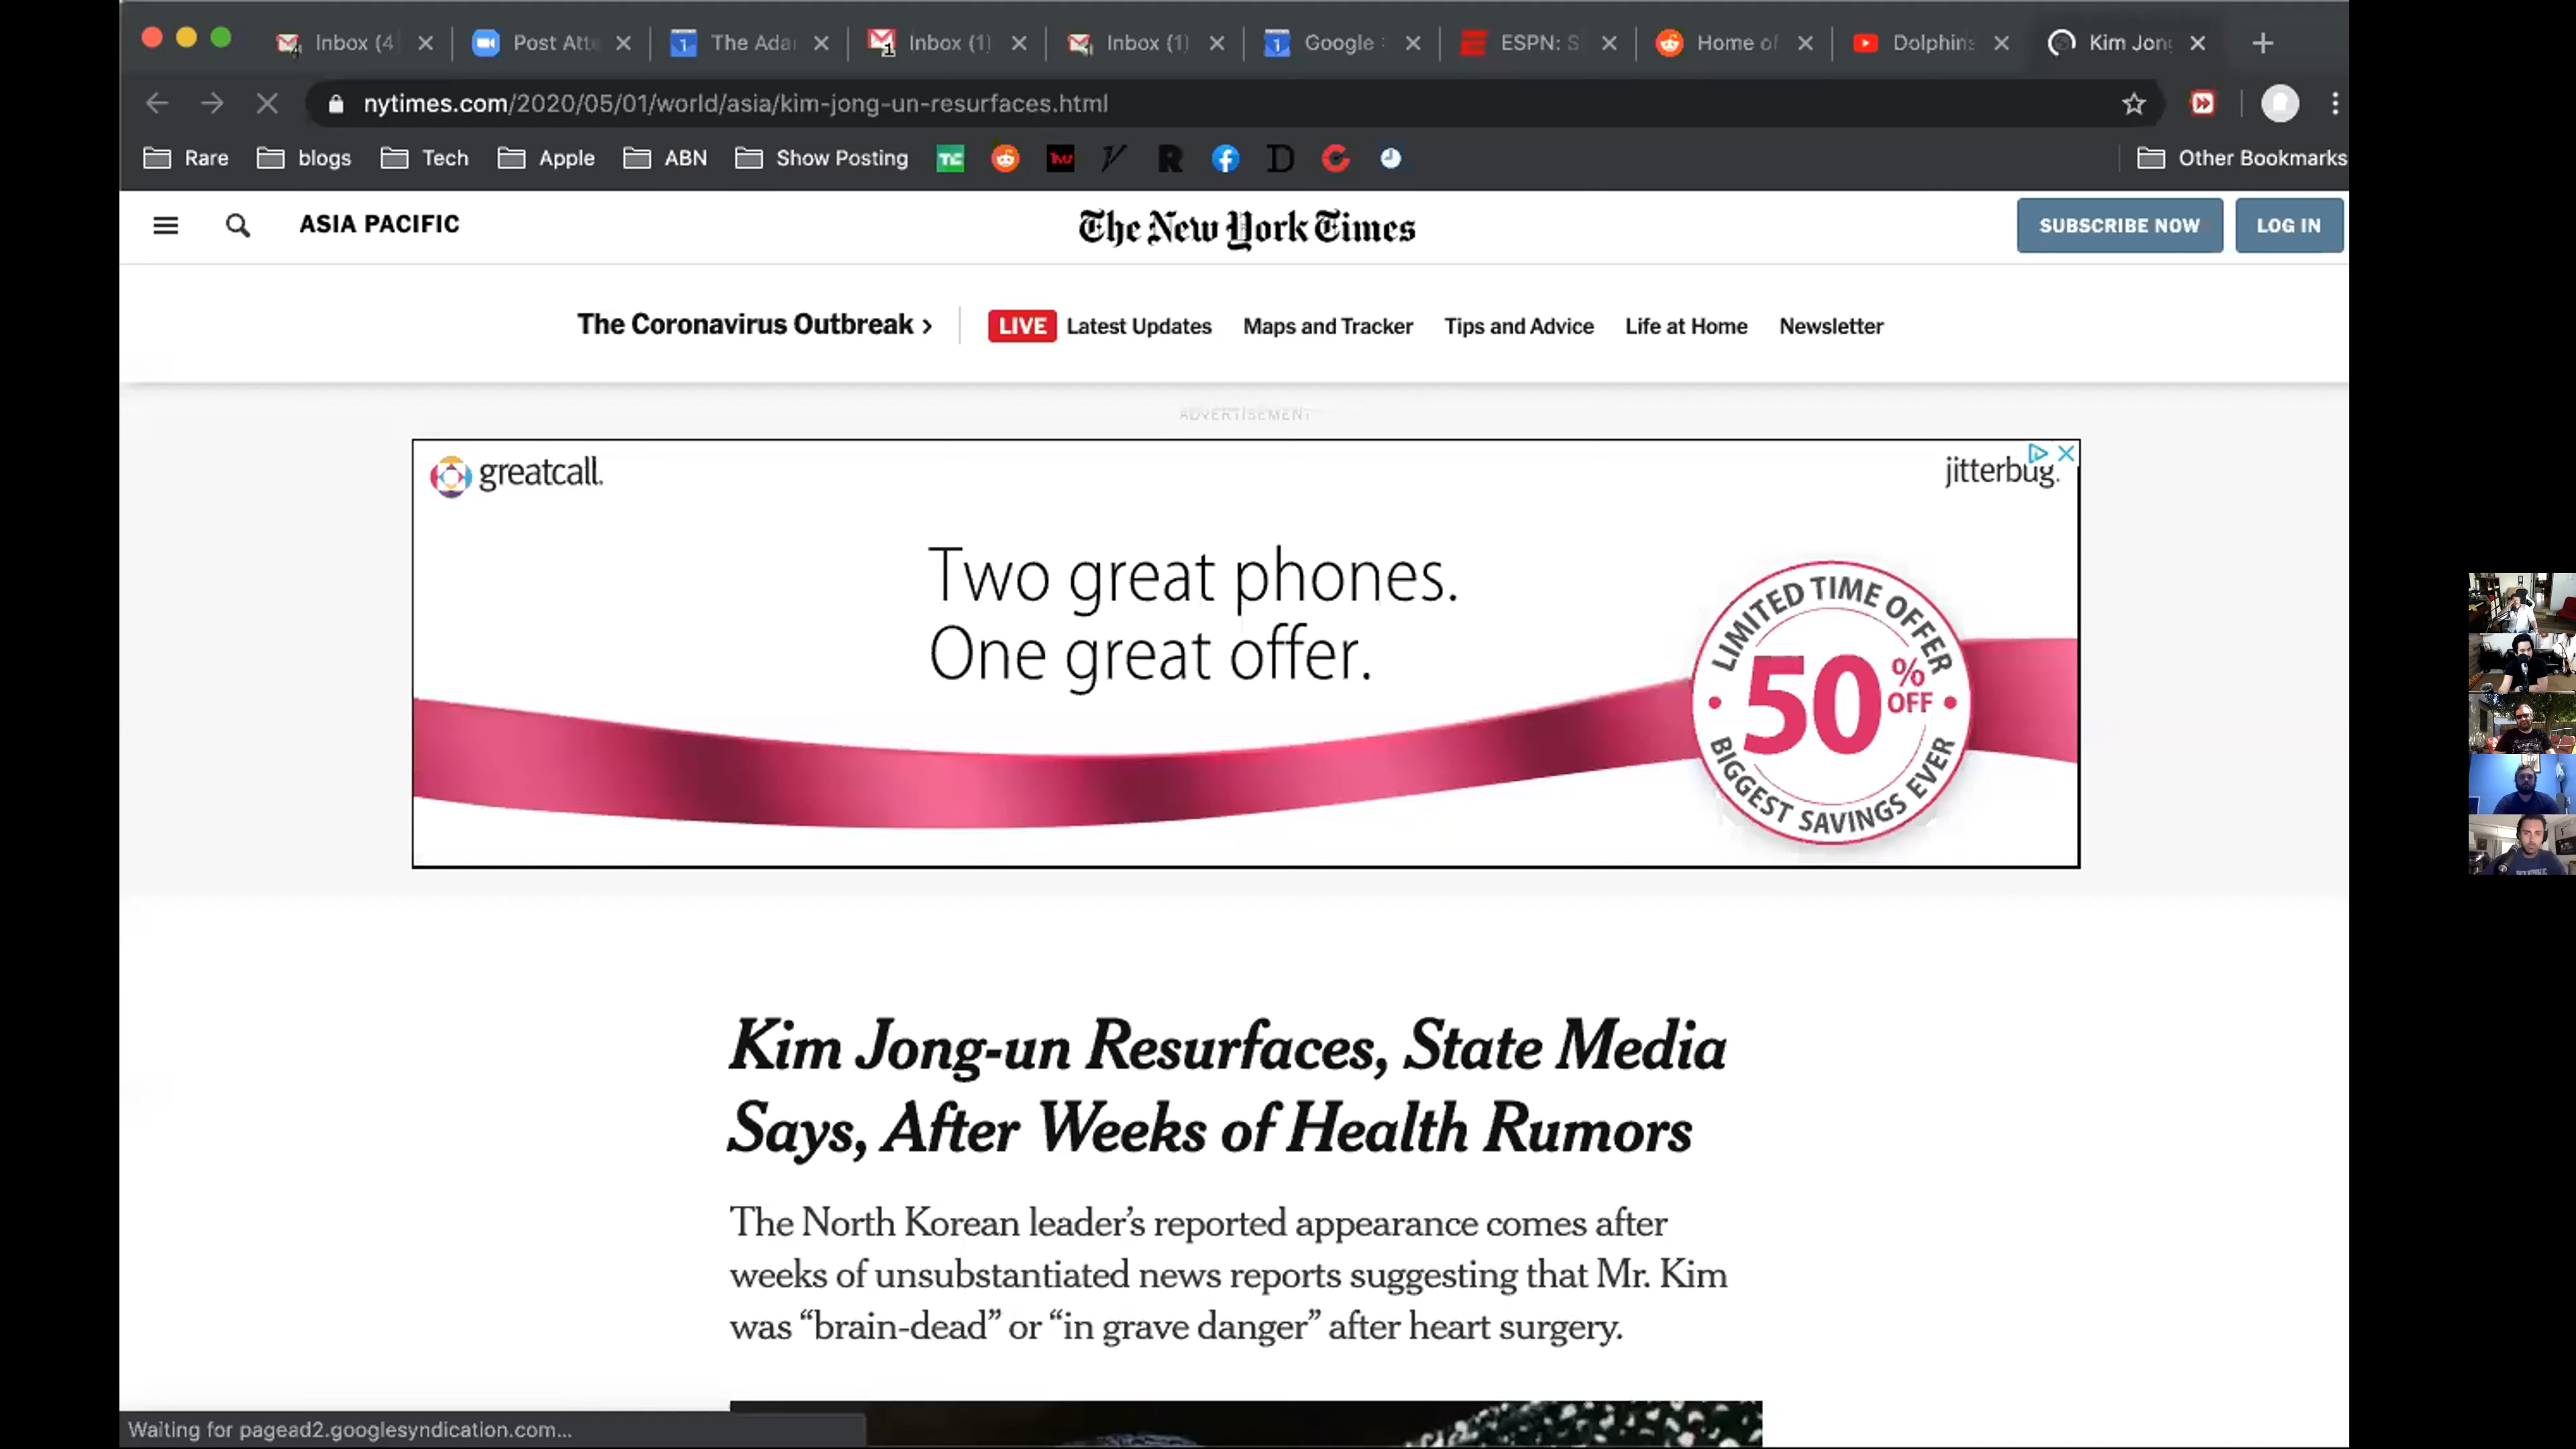 Inbox (4
Post Atte
The Adar
Inbox (1)
Inbox (1)
Google
ESPN: S
Home of
Dolphins
Kim Jong
nytimes.com/2020/05/01/world/asia/kim-jong-un-resurfaces.html
Rare
blogs
Tech
Apple
ABN
Show Posting
Other Bookmarks
ASIA PACIFIC
The New York Times
SUBSCRIBE NOW
LOG IN
The Coronavirus Outbreak ›
LIVE Latest Updates
Maps and Tracker
Tips and Advice
Life at Home
Newsletter
ADVERTISEMENT
greatcall.
jitterbug.
Two great phones.
One great offer.
LIMITED TIME OFFER
50% OFF
BIGGEST SAVINGS EVER
Kim Jong-un Resurfaces, State Media
Says, After Weeks of Health Rumors
The North Korean leader’s reported appearance comes after
weeks of unsubstantiated news reports suggesting that Mr. Kim
was “brain-dead” or “in grave danger” after heart surgery.
Waiting for pagead2.googlesyndication.com...